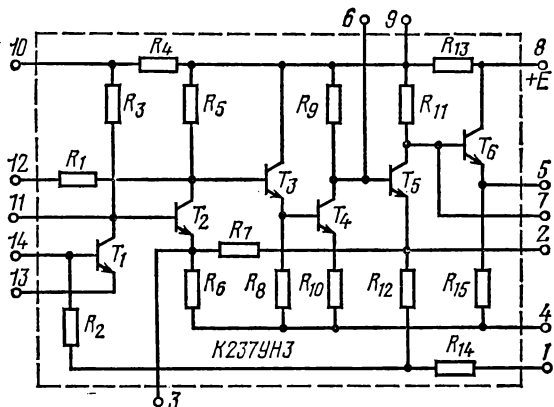 6 9
10 R4 R13 8
+E
R3 R5 R9 R11
12 R1 T3 T5 T6 5
11 T2 T4 7
14 T1 R7 2
13 R6 R8 R10 R12 R15
R2 4
К237УН3 R14 1
3